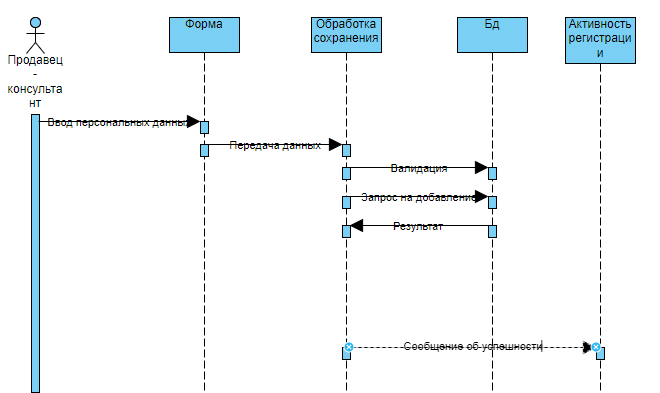 Форма
Обработка
сохранения
Бд
Активность
регистраци
и
Продавец
-
консульта
нт
Ввод персональных данных
Передача данных
Валидация
Запрос на добавление
Результат
Сообщение об успешности